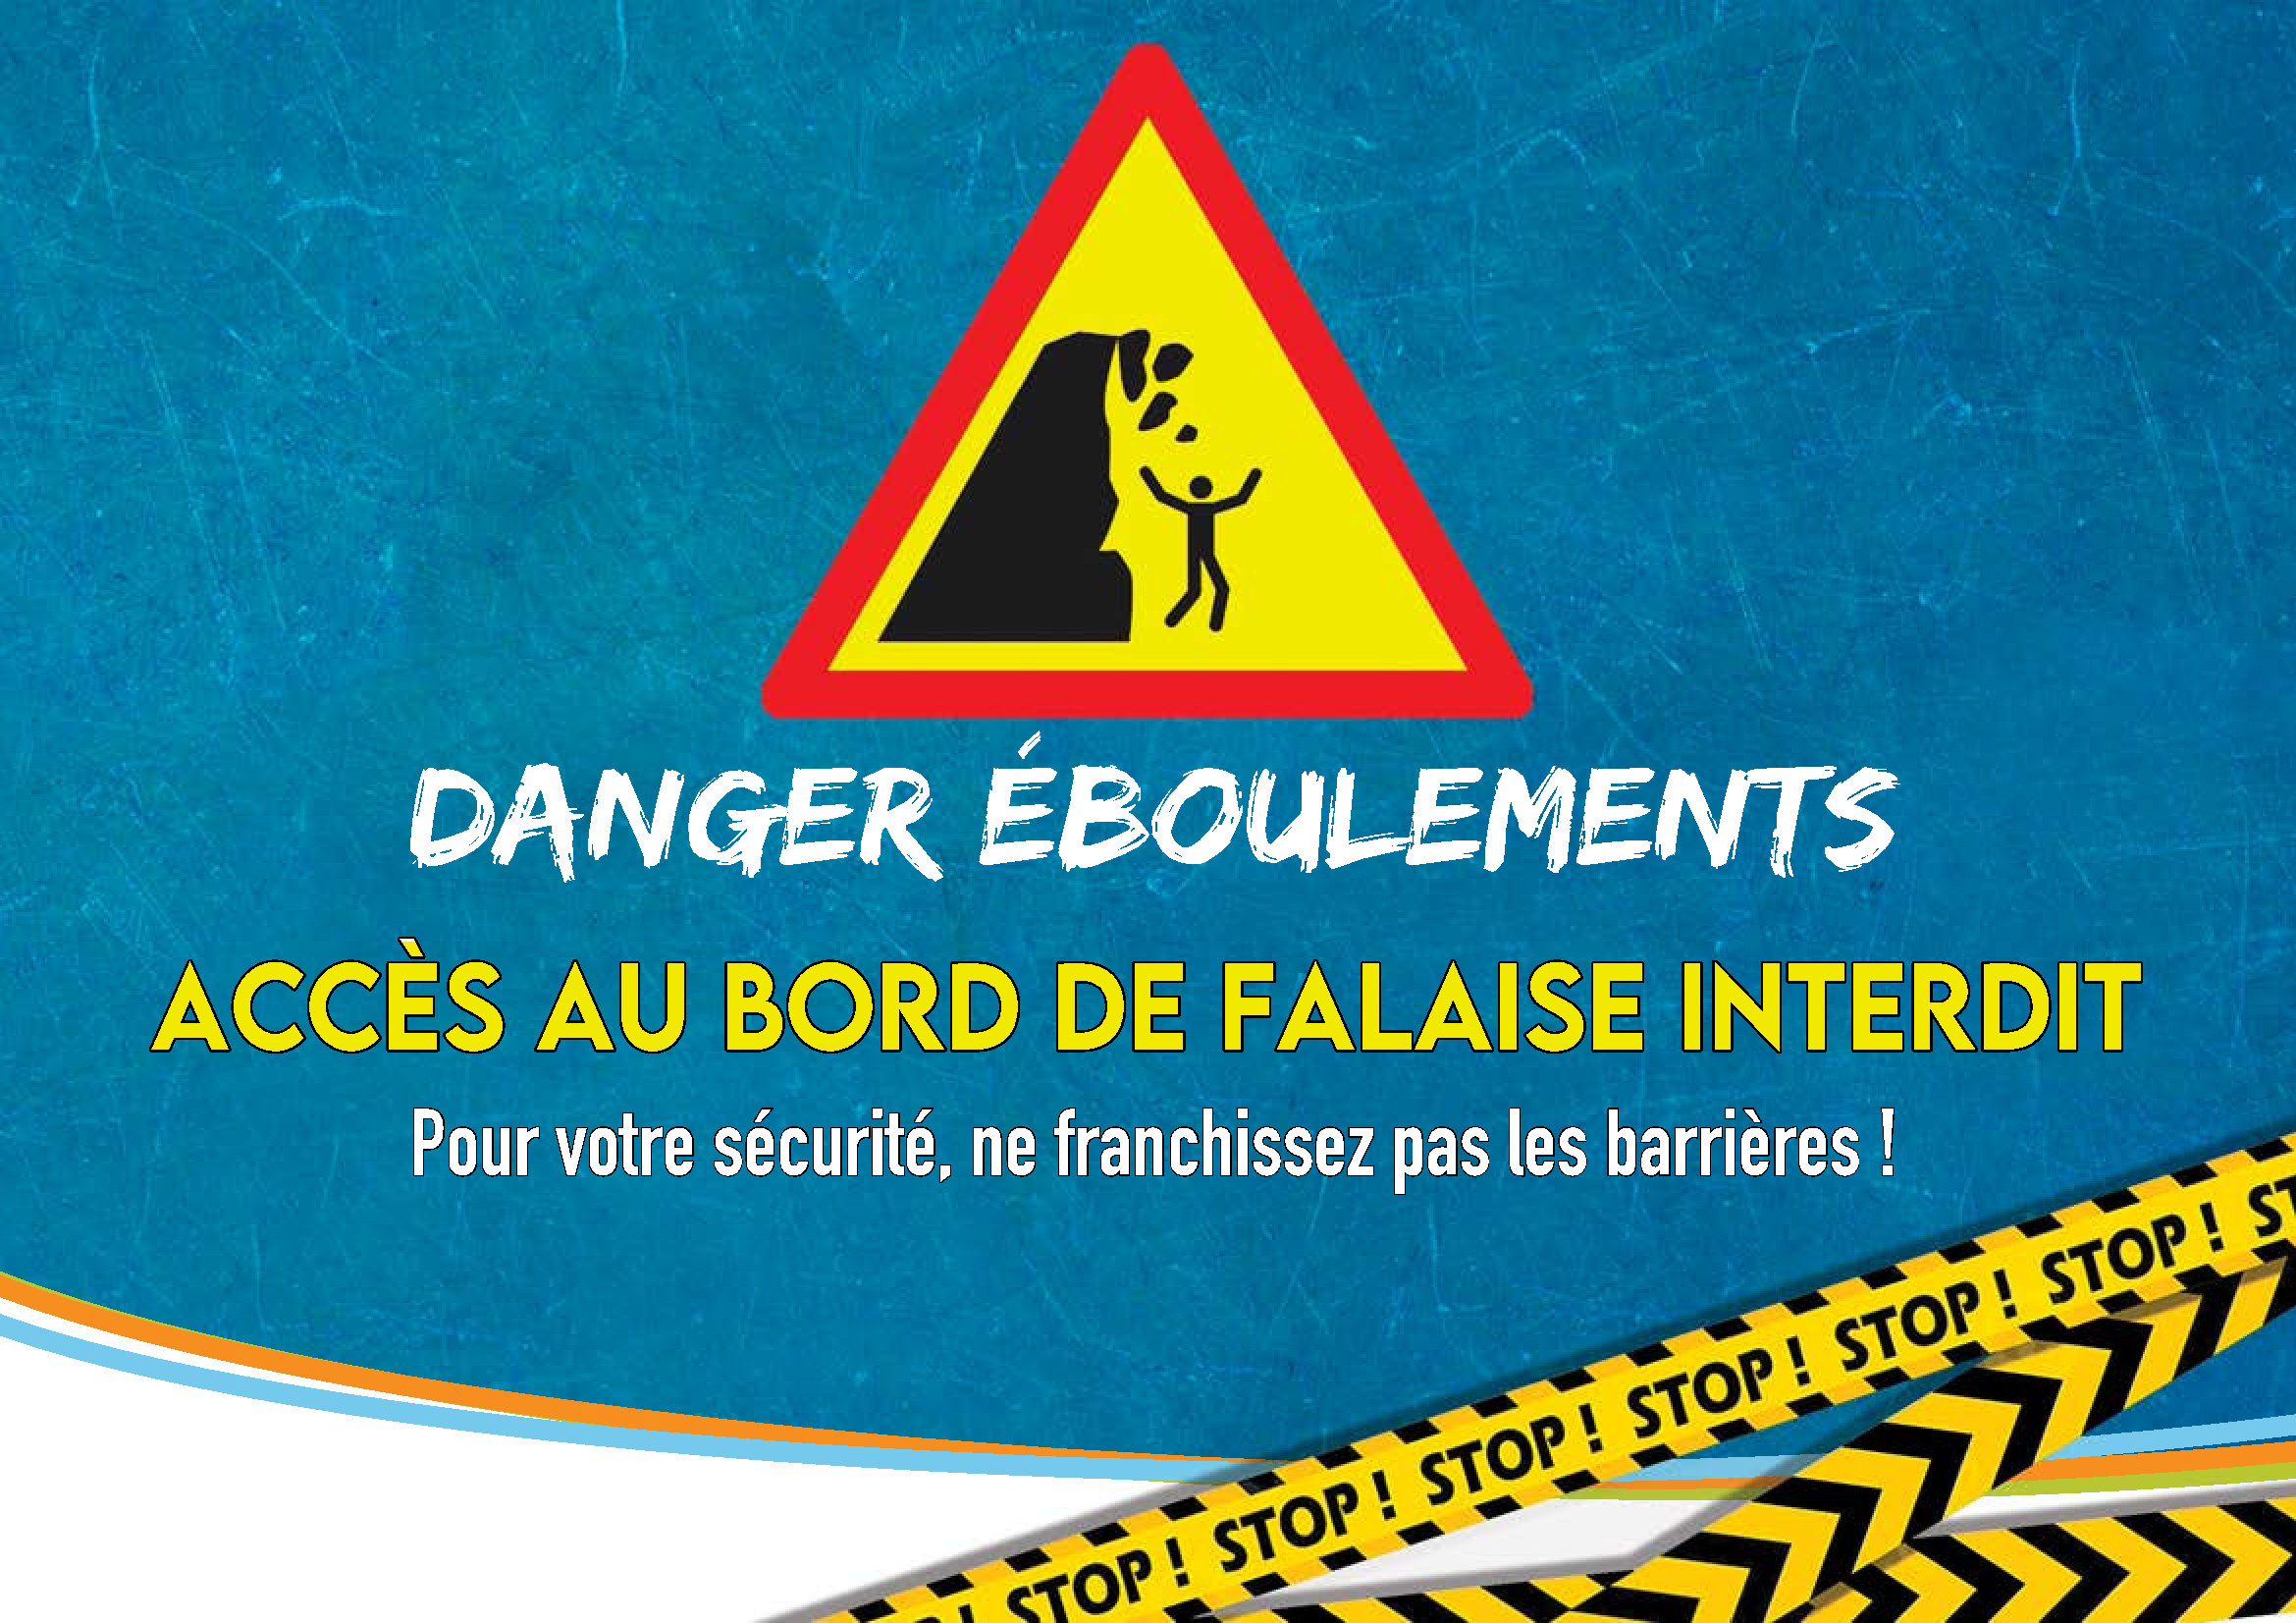 DANGER ÉBOULEMENTS
ACCÈS AU BORD DE FALAISE INTERDIT
Pour votre sécurité, ne franchissez pas les barrières !
STOP ! STOP ! STOP ! STOP ! STOP ! STOP ! ST